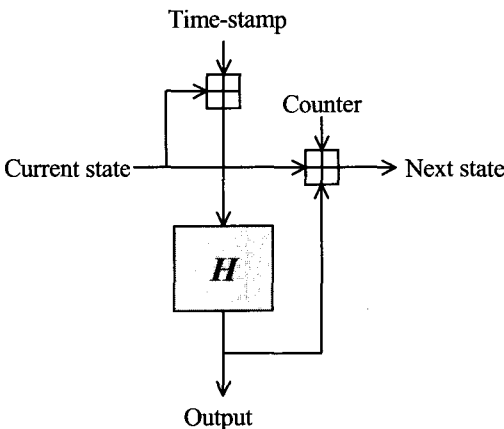 Time-stamp
Counter
Current state
Next state
H
Output